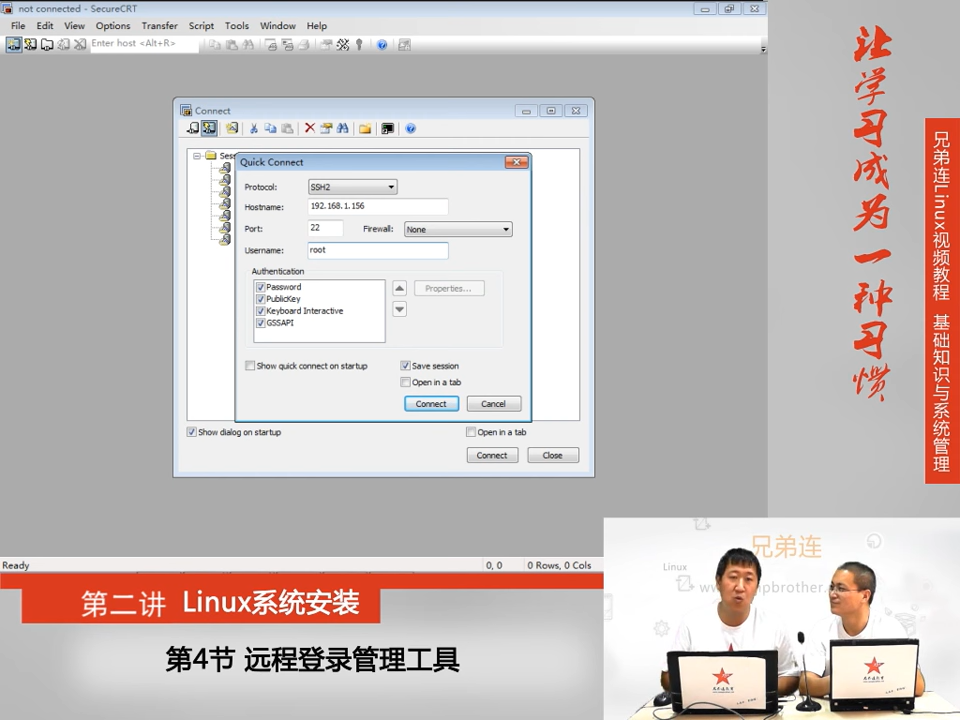 not connected - SecureCRT
File Edit View Options Transfer Script Tools Window Help
Enter host <Alt+R>
Connect
Quick Connect
Protocol: SSH2
Hostname: 192.168.1.156
Port: 22 Firewall: None
Username: root
Authentication
Password
PublicKey
Keyboard Interactive
GSSAPI
Properties...
Show quick connect on startup
Save session
Open in a tab
Connect Cancel
Show dialog on startup
Open in a tab
Connect Close
Ready 0, 0 0 Rows, 0 Cols
让学习成为一种习惯
兄弟连Linux视频教程 基础知识与系统管理
第二讲 Linux系统安装
第4节 远程登录管理工具
兄弟连
Linux